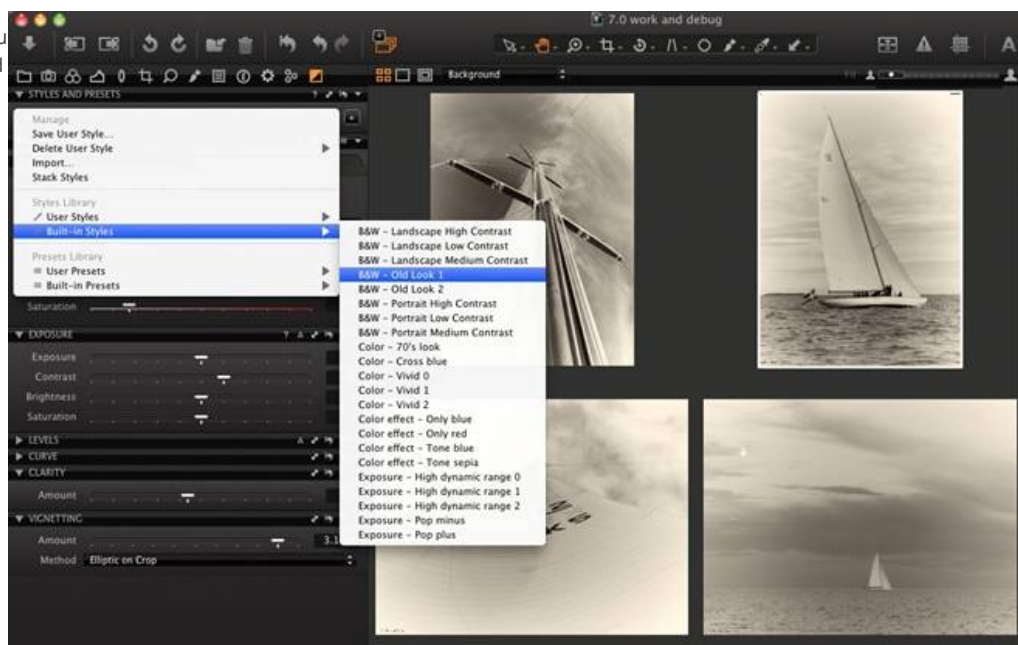 7.0 work and debug
Background
Fit
A
STYLES AND PRESETS
Manage
Save User Style...
Delete User Style
Import...
Stack Styles
Styles Library
User Styles
Built-in Styles
Presets Library
User Presets
Built-in Presets
B&W - Landscape High Contrast
B&W - Landscape Low Contrast
B&W - Landscape Medium Contrast
B&W - Old Look 1
B&W - Old Look 2
B&W - Portrait High Contrast
B&W - Portrait Low Contrast
B&W - Portrait Medium Contrast
Color - 70's look
Color - Cross blue
Color - Vivid 0
Color - Vivid 1
Color - Vivid 2
Color effect - Only blue
Color effect - Only red
Color effect - Tone blue
Color effect - Tone sepia
Exposure - High dynamic range 0
Exposure - High dynamic range 1
Exposure - High dynamic range 2
Exposure - Pop minus
Exposure - Pop plus
Saturation
EXPOSURE
Exposure
Contrast
Brightness
Saturation
LEVELS
CURVE
CLARITY
Amount
VIGNETTING
Amount 3.1
Method Elliptic on Crop